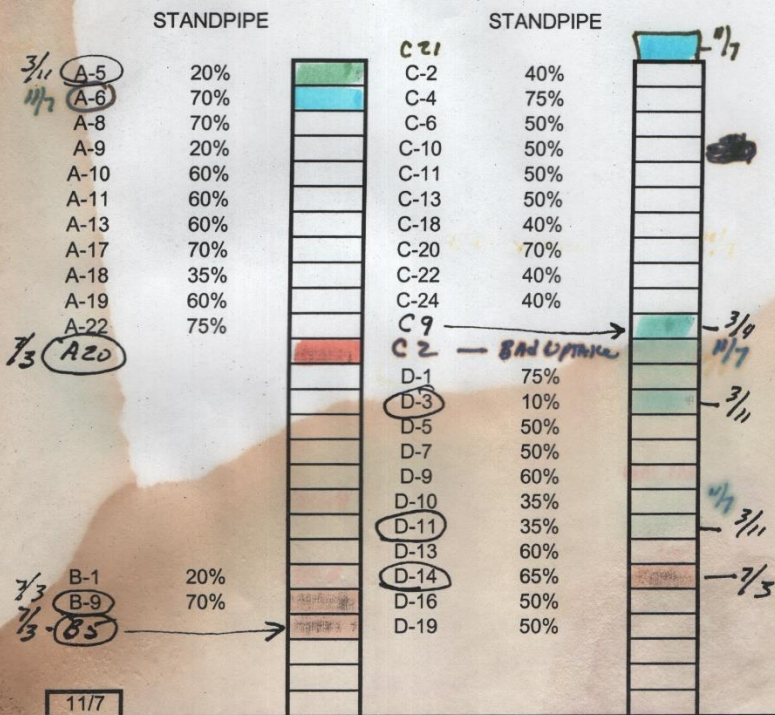 STANDPIPE
3/11 A-5 20%
11/7 A-6 70%
A-8 70%
A-9 20%
A-10 60%
A-11 60%
A-13 60%
A-17 70%
A-18 35%
A-19 60%
A-22 75%
7/3 A20
7/3 B-1 20%
B-9 70%
7/3 - B5
11/7
STANDPIPE
C21 11/7
C-2 40%
C-4 75%
C-6 50%
C-10 50%
C-11 50%
C-13 50%
C-18 40%
C-20 70%
C-22 40%
C-24 40%
C9
C2 — BAD UPTAKE 11/7
D-1 75%
D-3 10% 3/11
D-5 50%
D-7 50%
D-9 60%
D-10 35% 11/7
D-11 35% 3/11
D-13 60%
D-14 65% 7/3
D-16 50%
D-19 50%